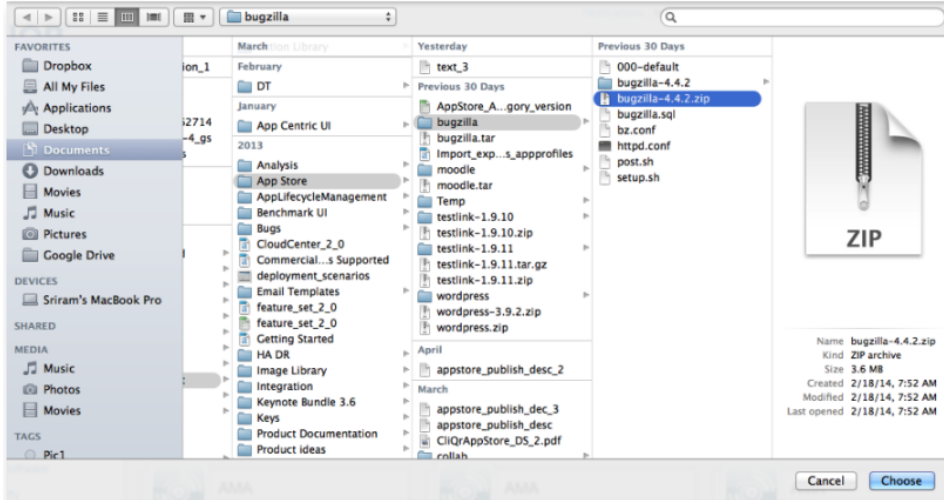 bugzilla
FAVORITES
Dropbox
All My Files
Applications
Desktop
Documents
Downloads
Movies
Music
Pictures
Google Drive
DEVICES
Sriram's MacBook Pro
SHARED
MEDIA
Music
Photos
Movies
TAGS
Pic1
ion_1
52714
-4_gs
s
March
February
DT
January
App Centric UI
2013
Analysis
App Store
AppLifecycleManagement
Benchmark UI
Bugs
CloudCenter_2_0
Commercial...s Supported
deployment_scenarios
Email Templates
feature_set_2_0
feature_set_2_0
Getting Started
HA DR
Image Library
Integration
Keynote Bundle 3.6
Keys
Product Documentation
Product ideas
Yesterday
text_3
Previous 30 Days
AppStore_A...gory_version
bugzilla
bugzilla.tar
Import_exp...s_appprofiles
moodle
moodle.tar
Temp
testlink-1.9.10
testlink-1.9.10.zip
testlink-1.9.11
testlink-1.9.11.tar.gz
testlink-1.9.11.zip
wordpress
wordpress-3.9.2.zip
wordpress.zip
April
appstore_publish_desc_2
March
appstore_publish_dec_3
appstore_publish_desc
CliQrAppStore_DS_2.pdf
collab
Previous 30 Days
000-default
bugzilla-4.4.2
bugzilla-4.4.2.zip
bugzilla.sql
bz.conf
httpd.conf
post.sh
setup.sh
ZIP
Name bugzilla-4.4.2.zip
Kind ZIP archive
Size 3.6 MB
Created 2/18/14, 7:52 AM
Modified 2/18/14, 7:52 AM
Last opened 2/18/14, 7:52 AM
AMA
AMA
Cancel
Choose